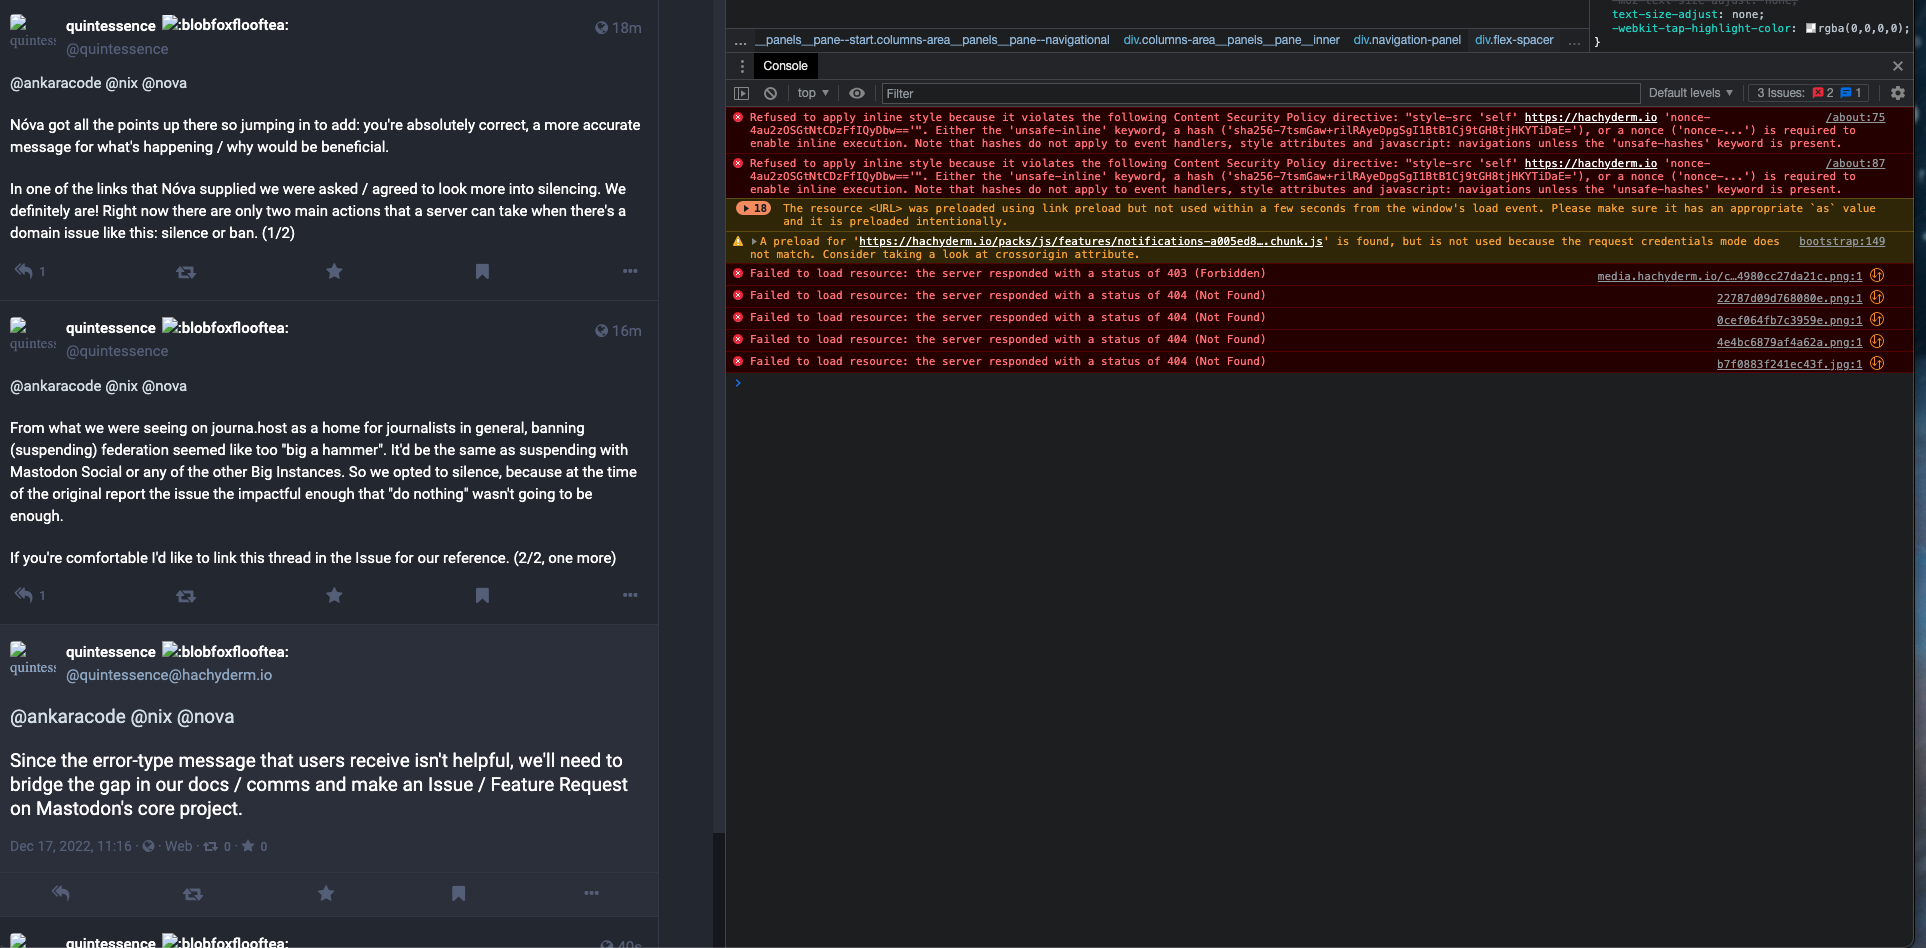 quintessence :blobfoxflooftea:
18m
quintess
@quintessence
@ankaracode @nix @nova
Nóva got all the points up there so jumping in to add: you're absolutely correct, a more accurate
message for what's happening / why would be beneficial.
In one of the links that Nóva supplied we were asked / agreed to look more into silencing. We
definitely are! Right now there are only two main actions that a server can take when there's a
domain issue like this: silence or ban. (1/2)
1
quintessence :blobfoxflooftea:
16m
quintess
@quintessence
@ankaracode @nix @nova
From what we were seeing on journa.host as a home for journalists in general, banning
(suspending) federation seemed like too "big a hammer". It'd be the same as suspending with
Mastodon Social or any of the other Big Instances. So we opted to silence, because at the time
of the original report the issue the impactful enough that "do nothing" wasn't going to be
enough.
If you're comfortable I'd like to link this thread in the Issue for our reference. (2/2, one more)
1
quintessence :blobfoxflooftea:
quintess
@quintessence@hachyderm.io
@ankaracode @nix @nova
Since the error-type message that users receive isn't helpful, we'll need to
bridge the gap in our docs / comms and make an Issue / Feature Request
on Mastodon's core project.
Dec 17, 2022, 11:16 · Web · 0 · 0
quintessence :blobfoxflooftea:
40s
-moz-text-size-adjust: none;
text-size-adjust: none;
-webkit-tap-highlight-color: rgba(0,0,0,0);
}
... __panels__pane--start.columns-area__panels__pane--navigational div.columns-area__panels__pane__inner div.navigation-panel div.flex-spacer ...
Console
top Filter Default levels 3 Issues: 2 1
Refused to apply inline style because it violates the following Content Security Policy directive: "style-src 'self' https://hachyderm.io 'nonce- /about:75
4au2zOSGtNtCDzFfIQyDbw=='". Either the 'unsafe-inline' keyword, a hash ('sha256-7tsmGaw+rilRAyeDpgSgI1BtB1Cj9tGH8tjHKYTiDaE='), or a nonce ('nonce-...') is required to
enable inline execution. Note that hashes do not apply to event handlers, style attributes and javascript: navigations unless the 'unsafe-hashes' keyword is present.
Refused to apply inline style because it violates the following Content Security Policy directive: "style-src 'self' https://hachyderm.io 'nonce- /about:87
4au2zOSGtNtCDzFfIQyDbw=='". Either the 'unsafe-inline' keyword, a hash ('sha256-7tsmGaw+rilRAyeDpgSgI1BtB1Cj9tGH8tjHKYTiDaE='), or a nonce ('nonce-...') is required to
enable inline execution. Note that hashes do not apply to event handlers, style attributes and javascript: navigations unless the 'unsafe-hashes' keyword is present.
18 The resource <URL> was preloaded using link preload but not used within a few seconds from the window's load event. Please make sure it has an appropriate `as` value
and it is preloaded intentionally.
A preload for 'https://hachyderm.io/packs/js/features/notifications-a005ed8….chunk.js' is found, but is not used because the request credentials mode does bootstrap:149
not match. Consider taking a look at crossorigin attribute.
Failed to load resource: the server responded with a status of 403 (Forbidden) media.hachyderm.io/c…4980cc27da21c.png:1
Failed to load resource: the server responded with a status of 404 (Not Found) 22787d09d768080e.png:1
Failed to load resource: the server responded with a status of 404 (Not Found) 0cef064fb7c3959e.png:1
Failed to load resource: the server responded with a status of 404 (Not Found) 4e4bc6879af4a62a.png:1
Failed to load resource: the server responded with a status of 404 (Not Found) b7f0883f241ec43f.jpg:1